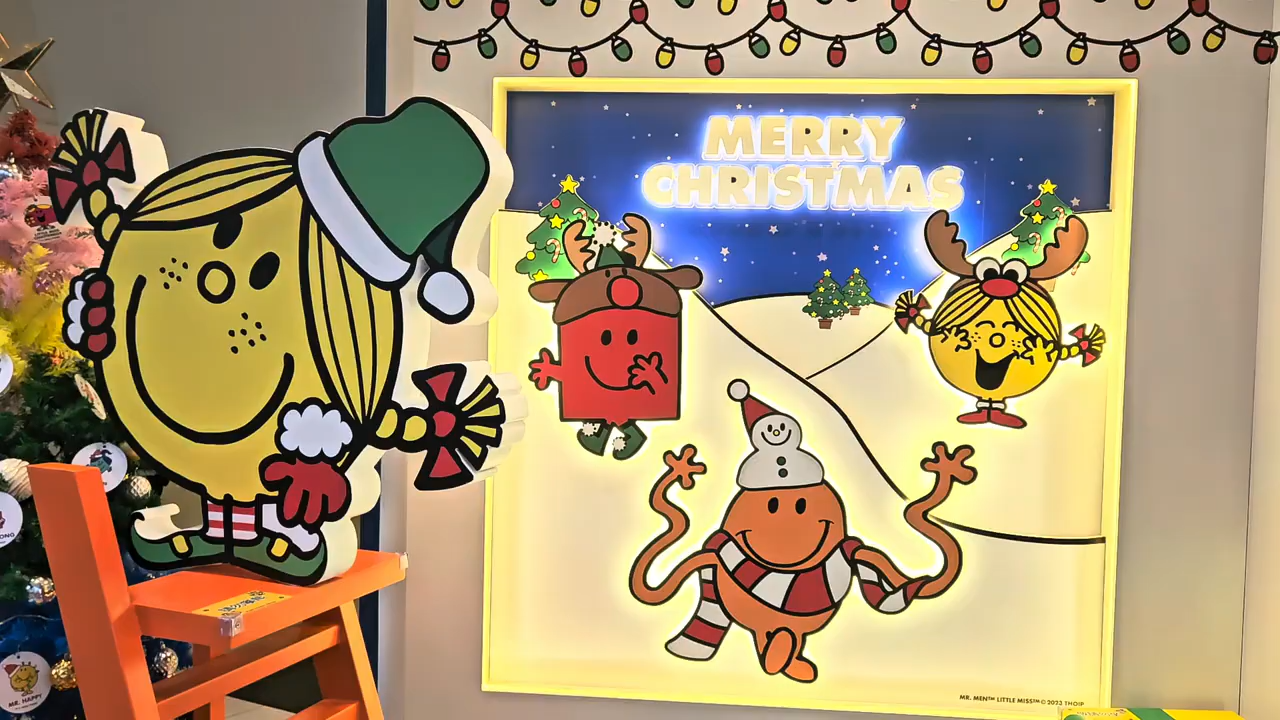 MERRY
CHRISTMAS
MR. HAPPY
MR. MEN™ LITTLE MISS™ © 2023 THOIP